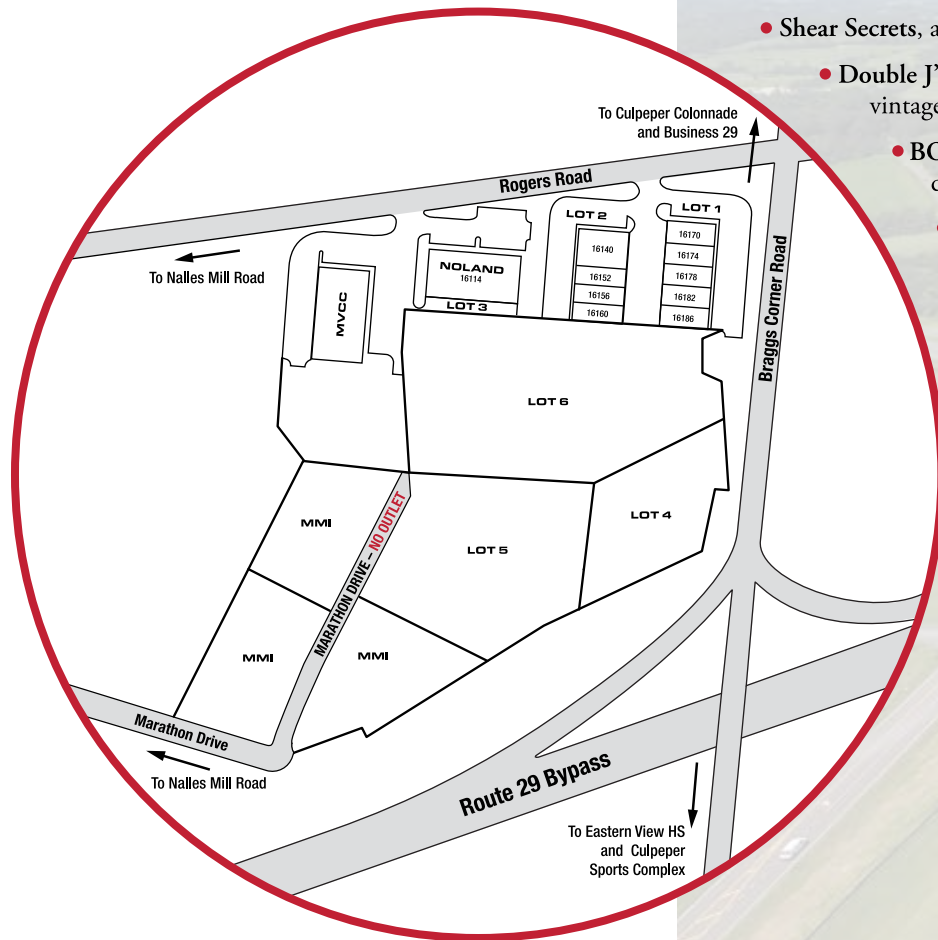 • Shear Secrets, a
• Double J’
vintage
• BO
To Culpeper Colonnade
and Business 29
Rogers Road
To Nalles Mill Road
LOT 2
LOT 1
16140
16152
16156
16160
16170
16174
16178
16182
16186
NOLAND
16114
LOT 3
MVCC
Braggs Corner Road
LOT 6
MMI
MARATHON DRIVE – NO OUTLET
LOT 5
LOT 4
MMI
MMI
Marathon Drive
To Nalles Mill Road
Route 29 Bypass
To Eastern View HS
and Culpeper
Sports Complex